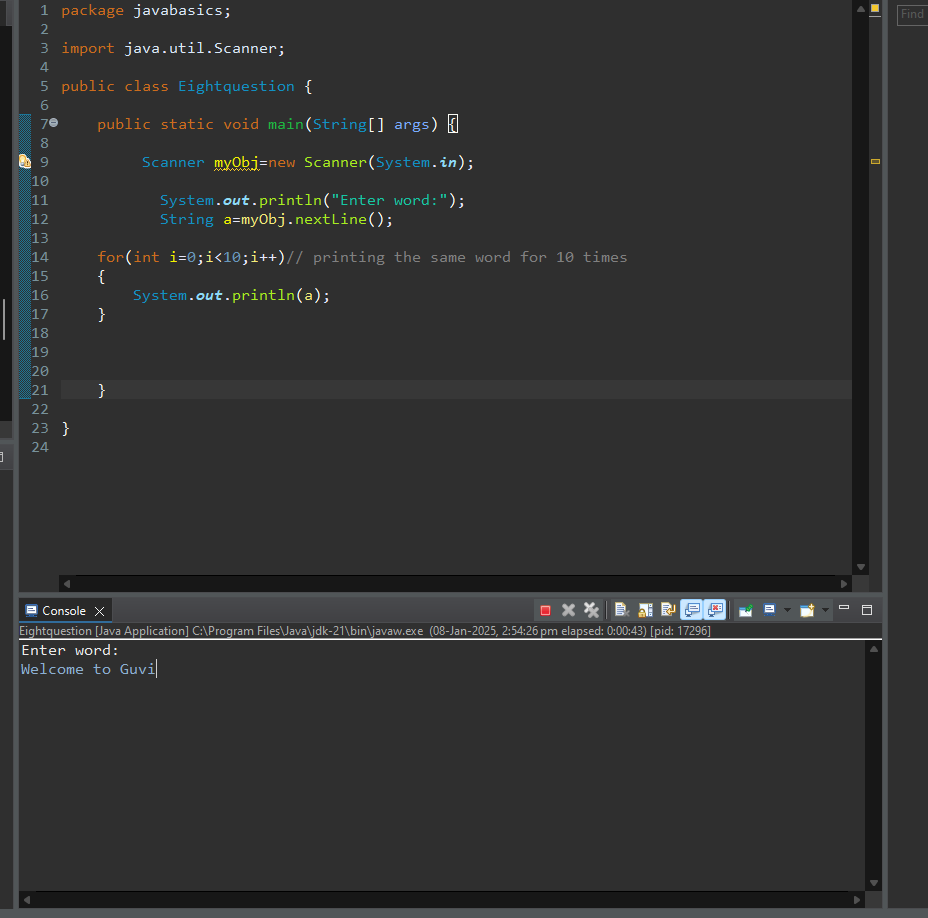 1 package javabasics;
2
3 import java.util.Scanner;
4
5 public class Eightquestion {
6
7 public static void main(String[] args) {
8
9 Scanner myObj=new Scanner(System.in);
10
11 System.out.println("Enter word:");
12 String a=myObj.nextLine();
13
14 for(int i=0;i<10;i++)// printing the same word for 10 times
15 {
16 System.out.println(a);
17 }
18
19
20
21 }
22
23 }
24
Find
Console
Eightquestion [Java Application] C:\Program Files\Java\jdk-21\bin\javaw.exe (08-Jan-2025, 2:54:26 pm elapsed: 0:00:43) [pid: 17296]
Enter word:
Welcome to Guvi